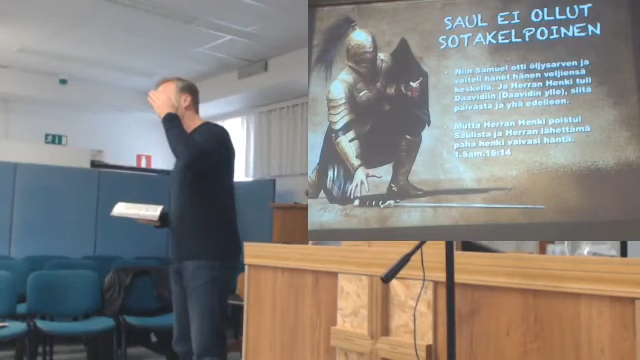 SAUL EI OLLUT
SOTAKELPOINEN
Niin Samuel otti öljysarven ja
voiteli hänet hänen veljiensä
keskellä. Ja Herran Henki tuli
Daavidiin (Daavidin ylle), siitä
päivästä ja yhä edelleen.
Mutta Herran Henki poistui
Saulista ja Herran lähettämä
paha henki vaivasi häntä.
1.Sam.16:14